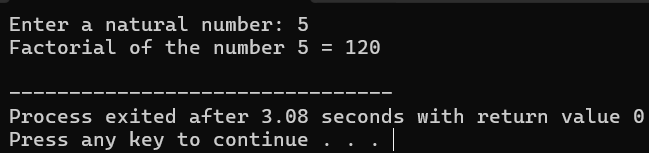 Enter a natural number: 5
Factorial of the number 5 = 120
--------------------------------
Process exited after 3.08 seconds with return value 0
Press any key to continue . . .